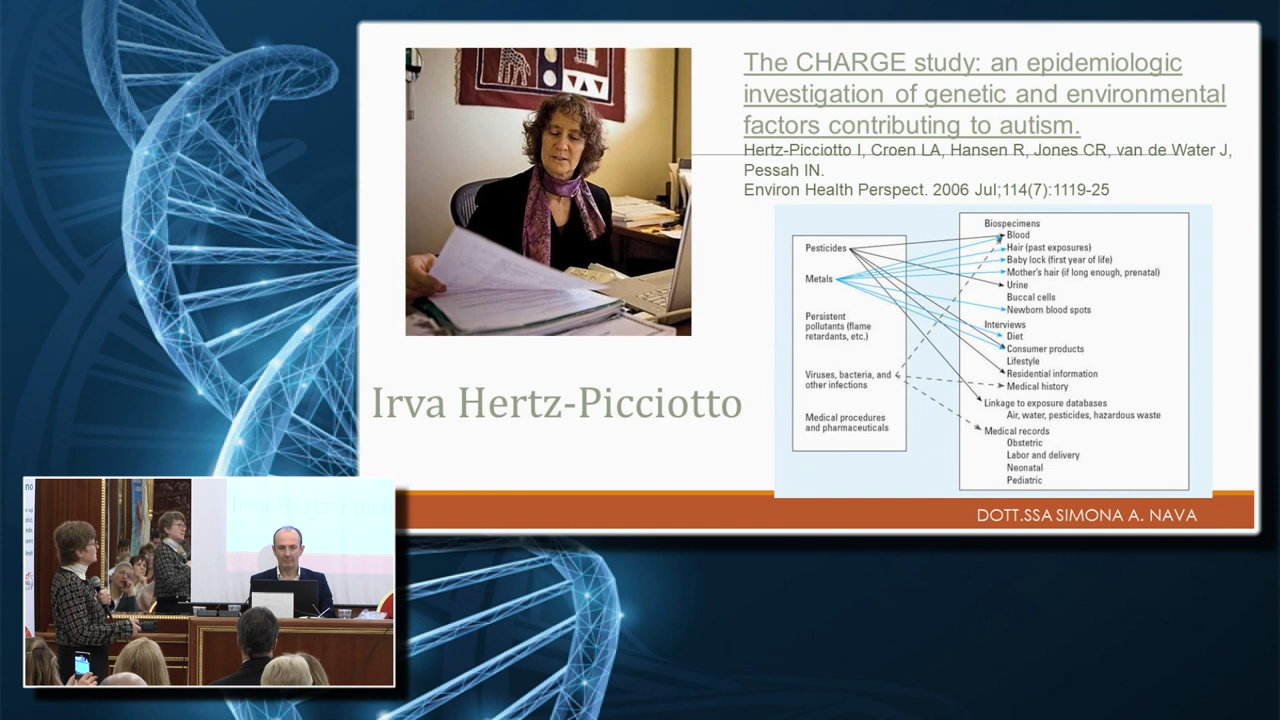 The CHARGE study: an epidemiologic
investigation of genetic and environmental
factors contributing to autism.
Hertz-Picciotto I, Croen LA, Hansen R, Jones CR, van de Water J,
Pessah IN.
Environ Health Perspect. 2006 Jul;114(7):1119-25
Irva Hertz-Picciotto
Pesticides
Metals
Persistent
pollutants (flame
retardants, etc.)
Viruses, bacteria, and
other infections
Medical procedures
and pharmaceuticals
Biospecimens
Blood
Hair (past exposures)
Baby lock (first year of life)
Mother's hair (if long enough, prenatal)
Urine
Buccal cells
Newborn blood spots
Interviews
Diet
Consumer products
Lifestyle
Residential information
Medical history
Linkage to exposure databases
Air, water, pesticides, hazardous waste
Medical records
Obstetric
Labor and delivery
Neonatal
Pediatric
DOTT.SSA SIMONA A. NAVA
no